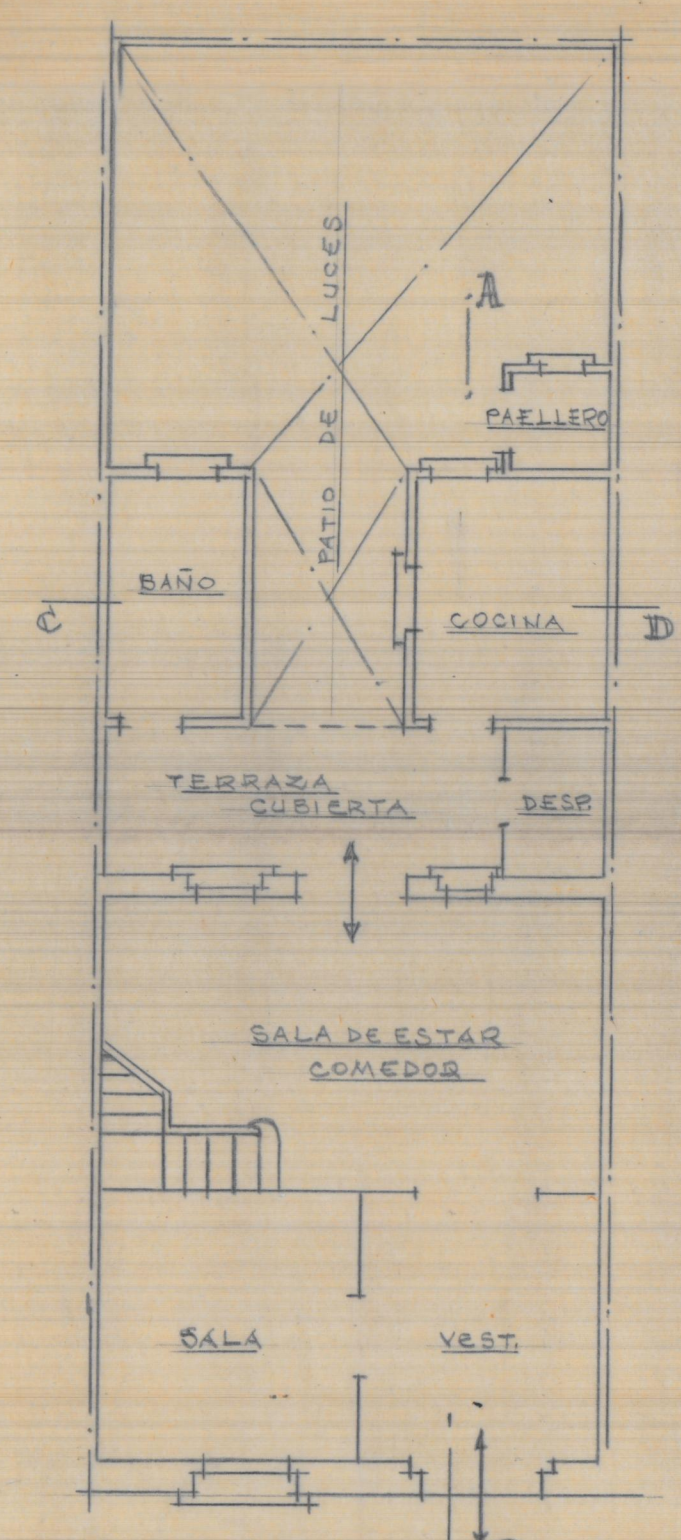 PATIO DE LUCES
A
PAELLERO
BAÑO
COCINA
C
D
TERRAZA
CUBIERTA
DESP.
SALA DE ESTAR
COMEDOR
SALA
VEST.